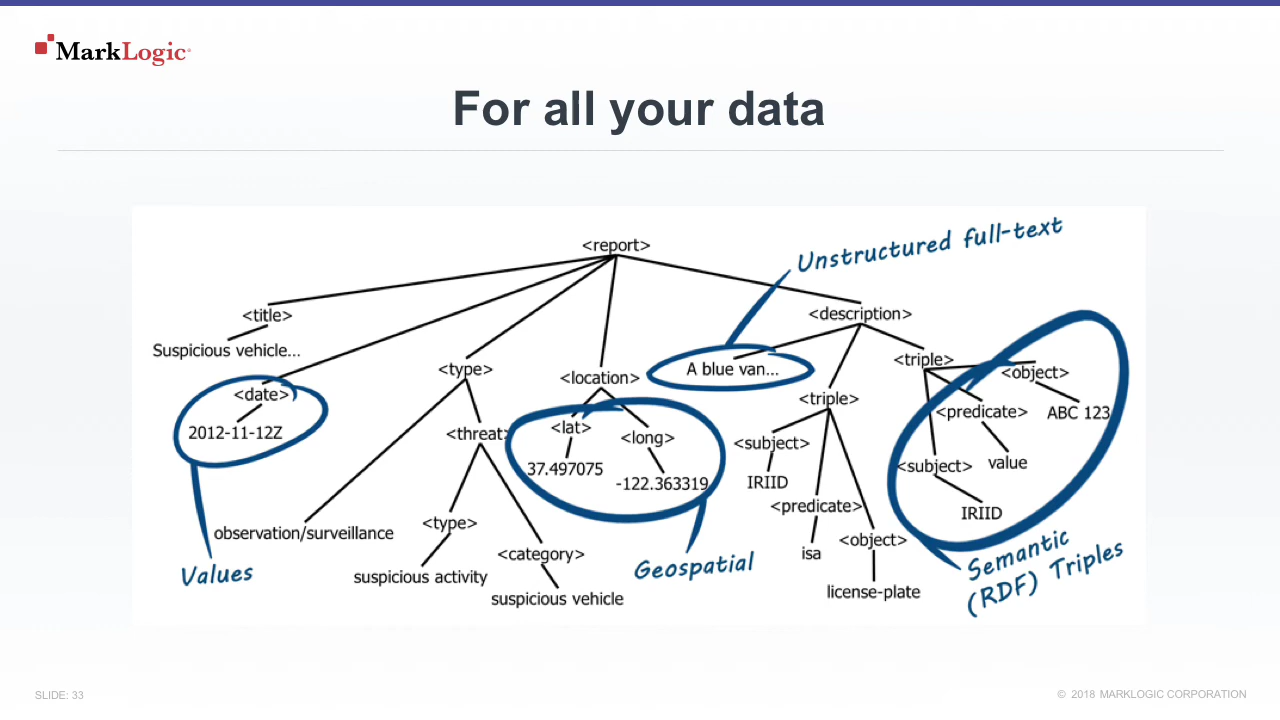 MarkLogic
For all your data
<report>
Unstructured full-text
<title>
Suspicious vehicle...
<date>
2012-11-12Z
Values
<type>
observation/surveillance
<threat>
<type>
suspicious activity
<category>
suspicious vehicle
<location>
<lat>
37.497075
<long>
-122.363319
Geospatial
<description>
A blue van...
<triple>
<subject>
IRIID
<predicate>
isa
<object>
license-plate
<triple>
<object>
ABC 123
<predicate>
value
<subject>
IRIID
Semantic
(RDF) Triples
SLIDE: 33
© 2018 MARKLOGIC CORPORATION